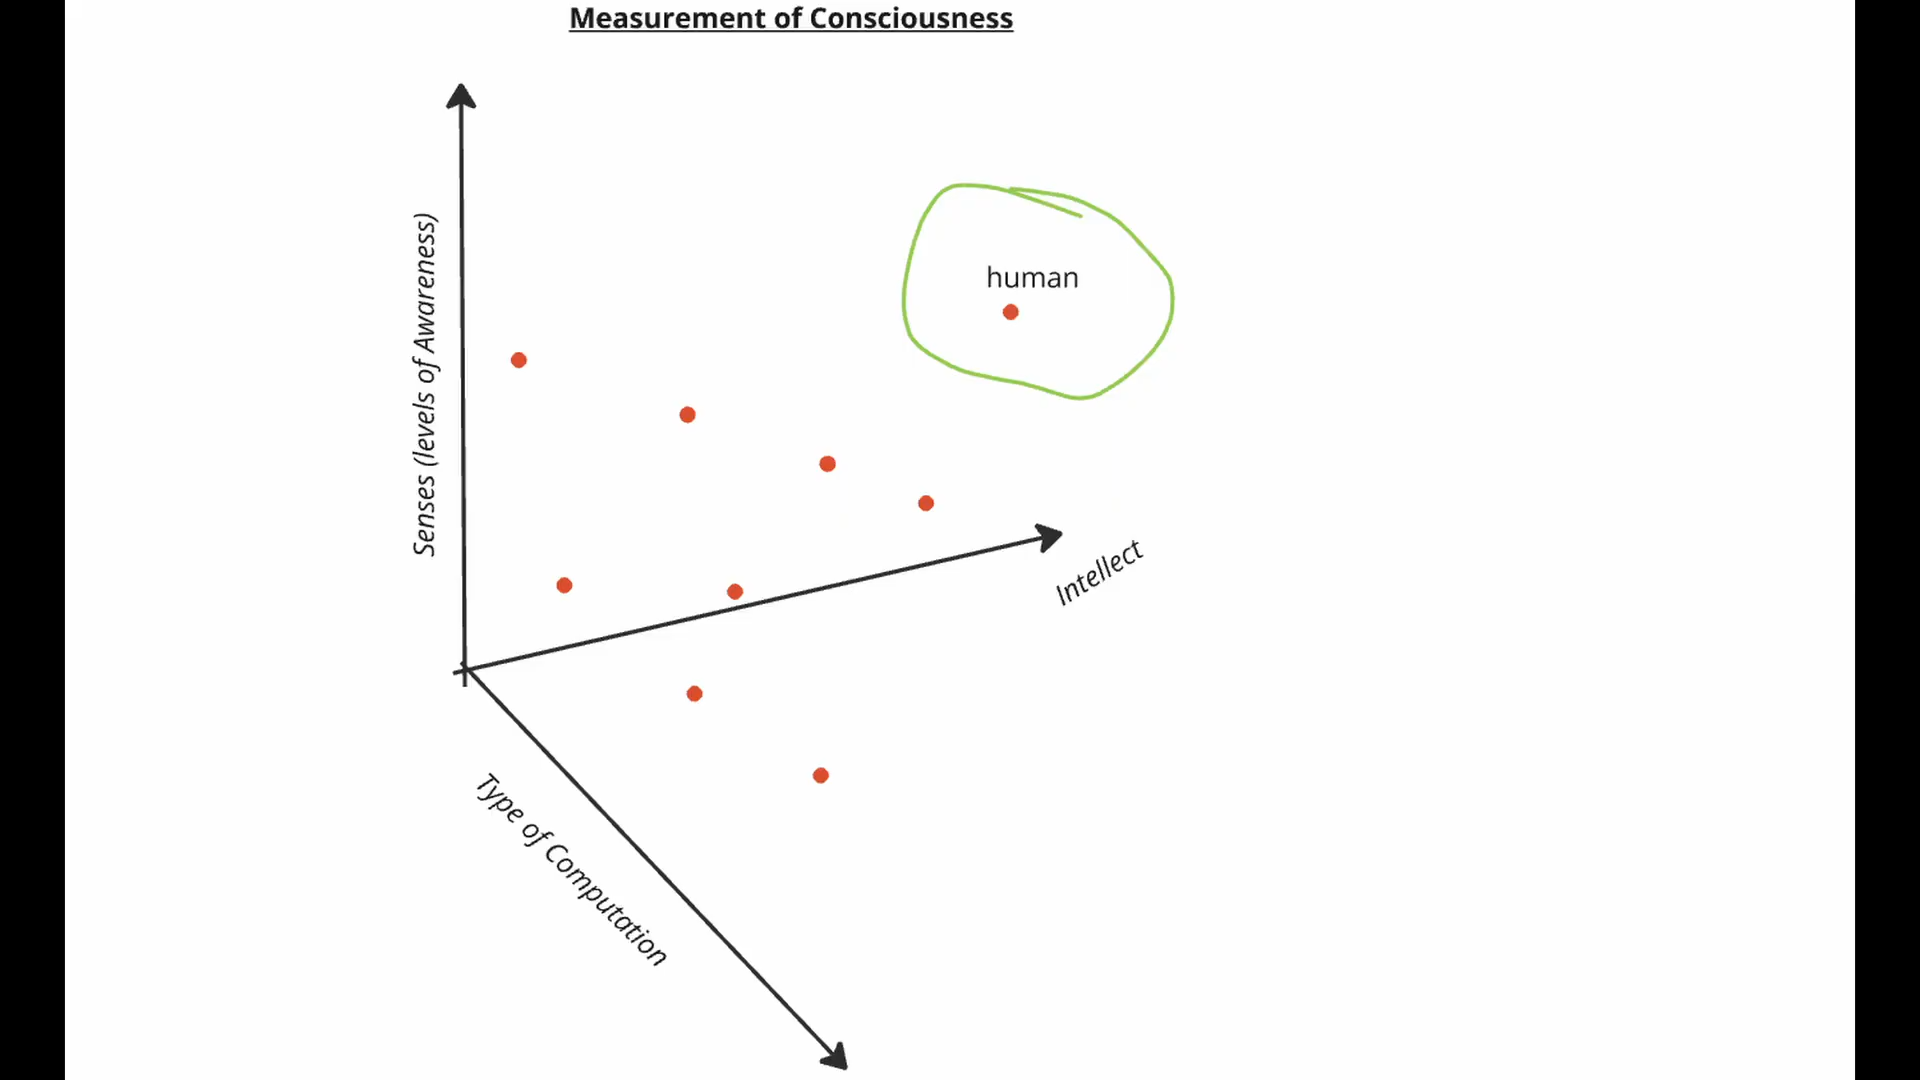 Measurement of Consciousness
Senses (levels of Awareness)
human
Intellect
Type of Computation